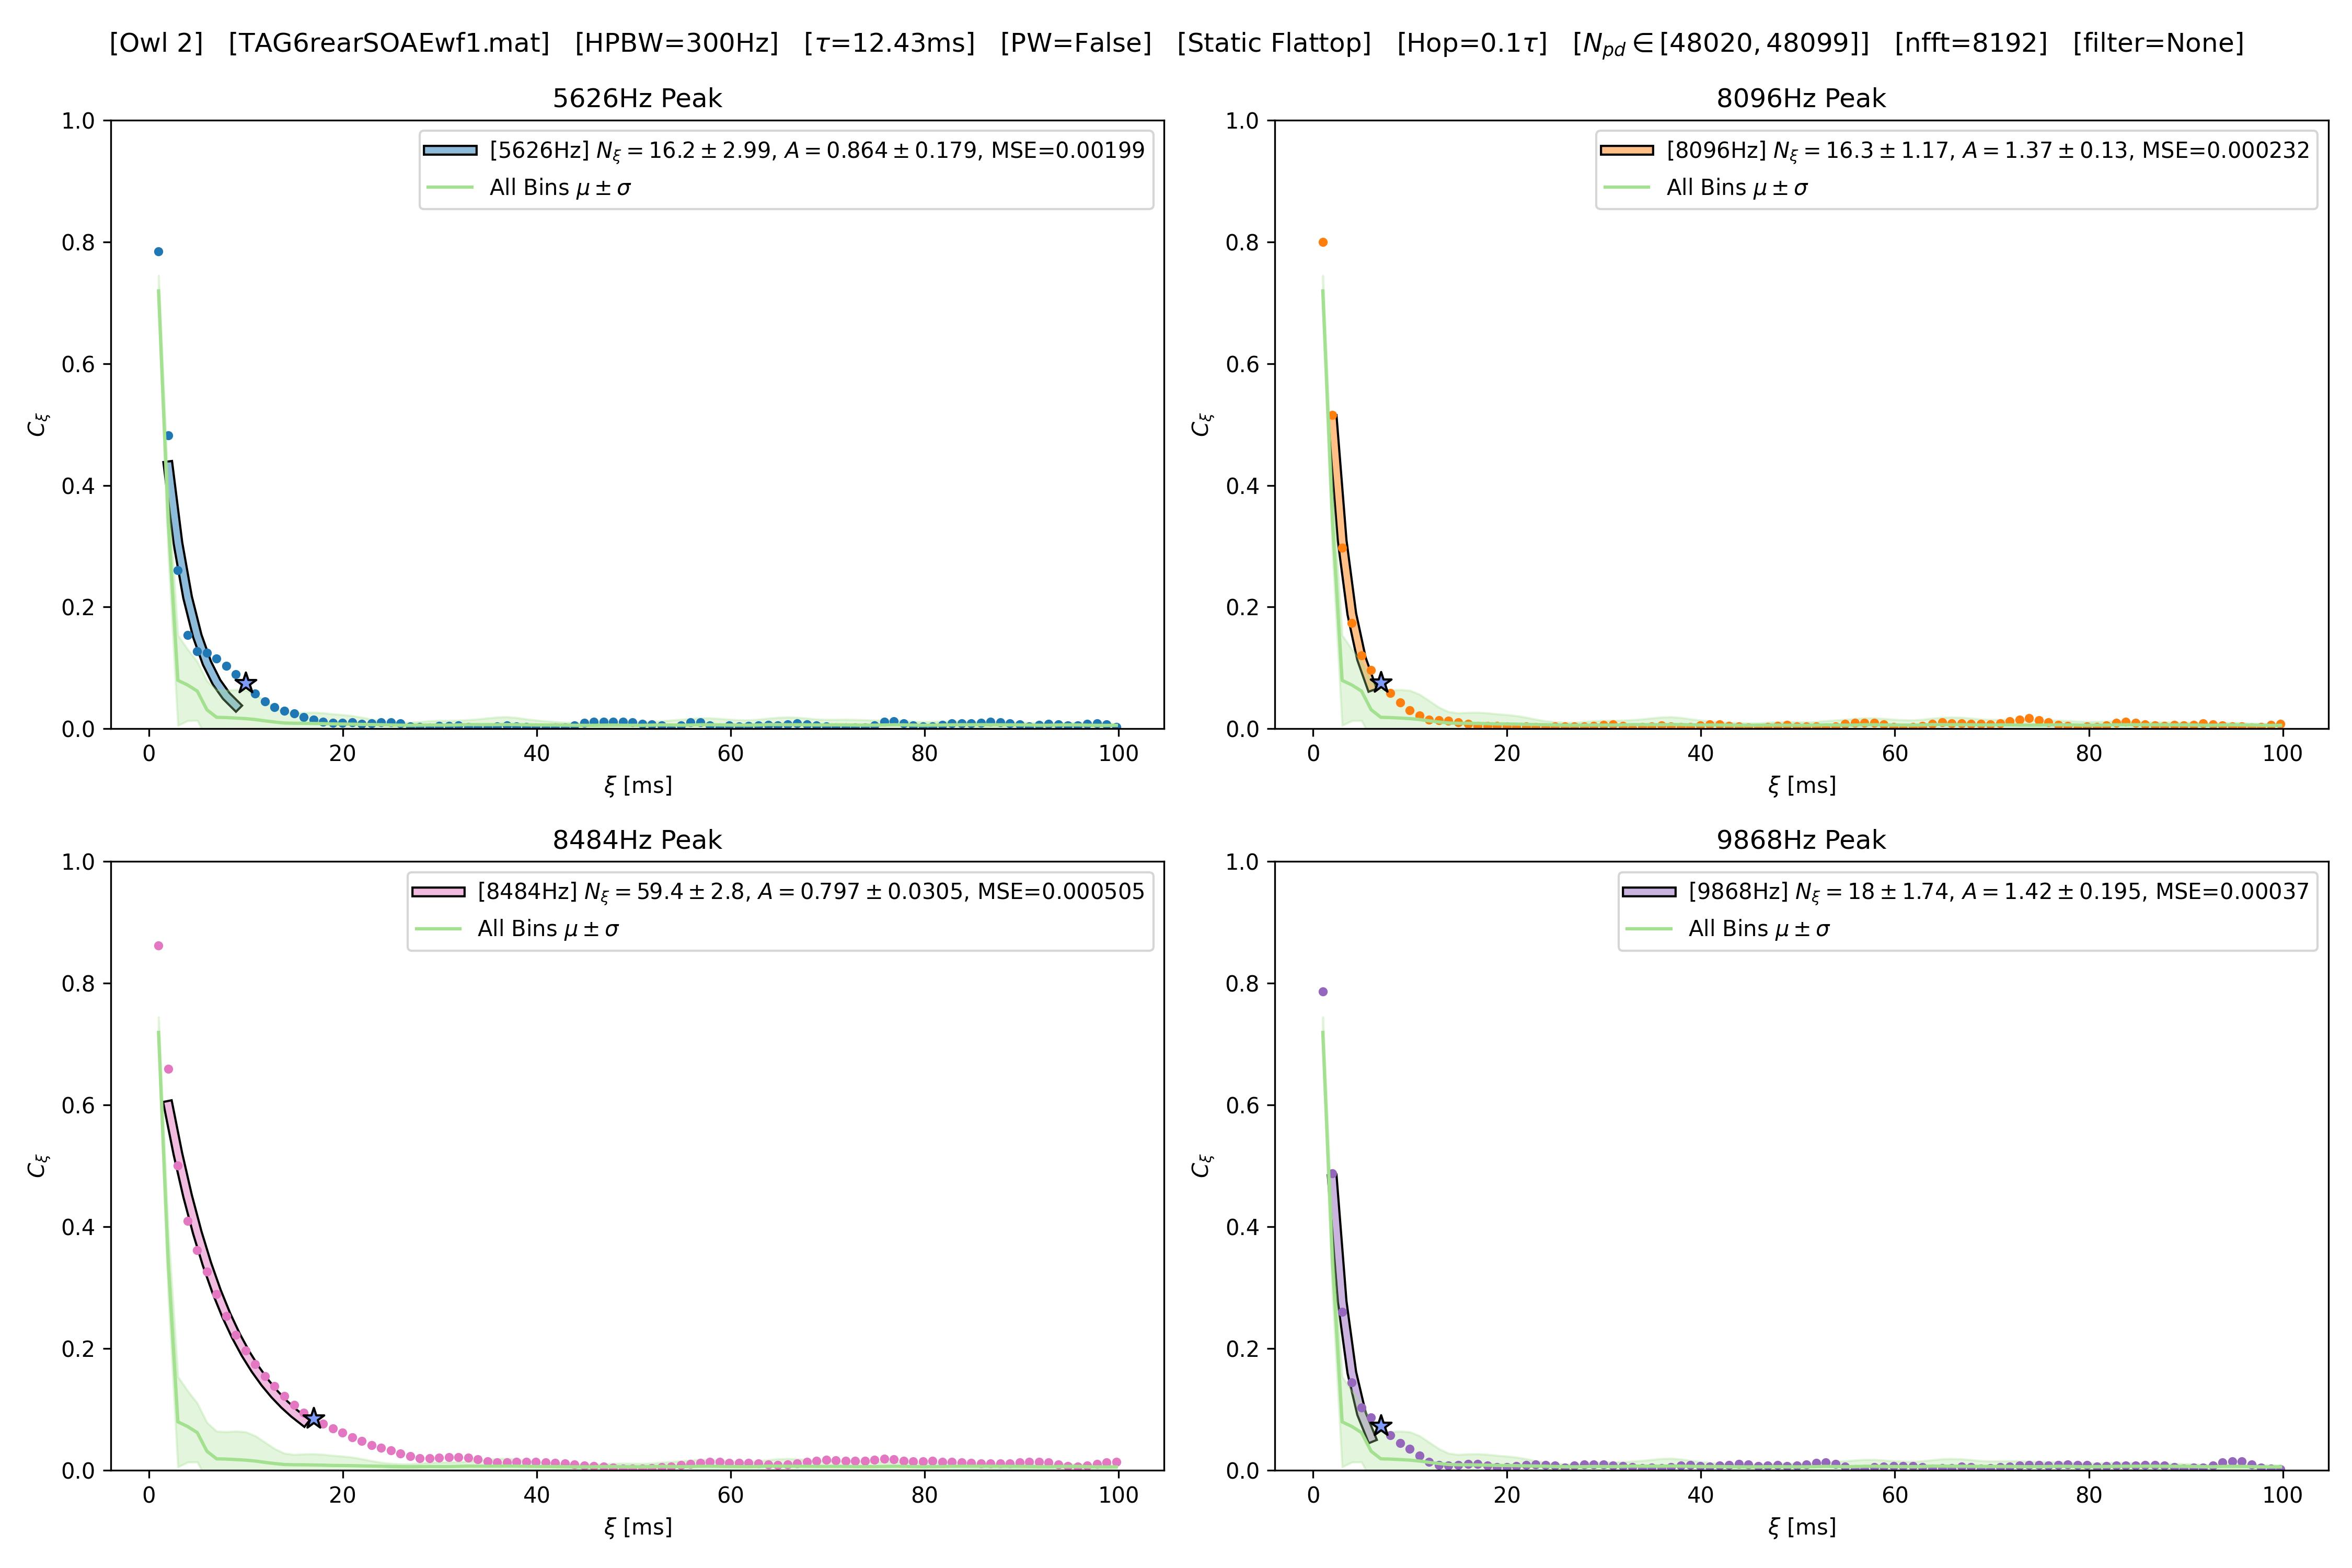 [Owl 2] [TAG6rearSOAEwf1.mat] [HPBW=300Hz] [τ=12.43ms] [PW=False] [Static Flattop] [Hop=0.1τ] [N_pd ∈ [48020, 48099]] [nfft=8192] [filter=None]
5626Hz Peak
[5626Hz] N_ξ = 16.2 ± 2.99, A = 0.864 ± 0.179, MSE=0.00199
All Bins μ ± σ
1.0
0.8
0.6
0.4
0.2
0.0
C_ξ
0 20 40 60 80 100
ξ [ms]
8096Hz Peak
[8096Hz] N_ξ = 16.3 ± 1.17, A = 1.37 ± 0.13, MSE=0.000232
All Bins μ ± σ
1.0
0.8
0.6
0.4
0.2
0.0
C_ξ
0 20 40 60 80 100
ξ [ms]
8484Hz Peak
[8484Hz] N_ξ = 59.4 ± 2.8, A = 0.797 ± 0.0305, MSE=0.000505
All Bins μ ± σ
1.0
0.8
0.6
0.4
0.2
0.0
C_ξ
0 20 40 60 80 100
ξ [ms]
9868Hz Peak
[9868Hz] N_ξ = 18 ± 1.74, A = 1.42 ± 0.195, MSE=0.00037
All Bins μ ± σ
1.0
0.8
0.6
0.4
0.2
0.0
C_ξ
0 20 40 60 80 100
ξ [ms]